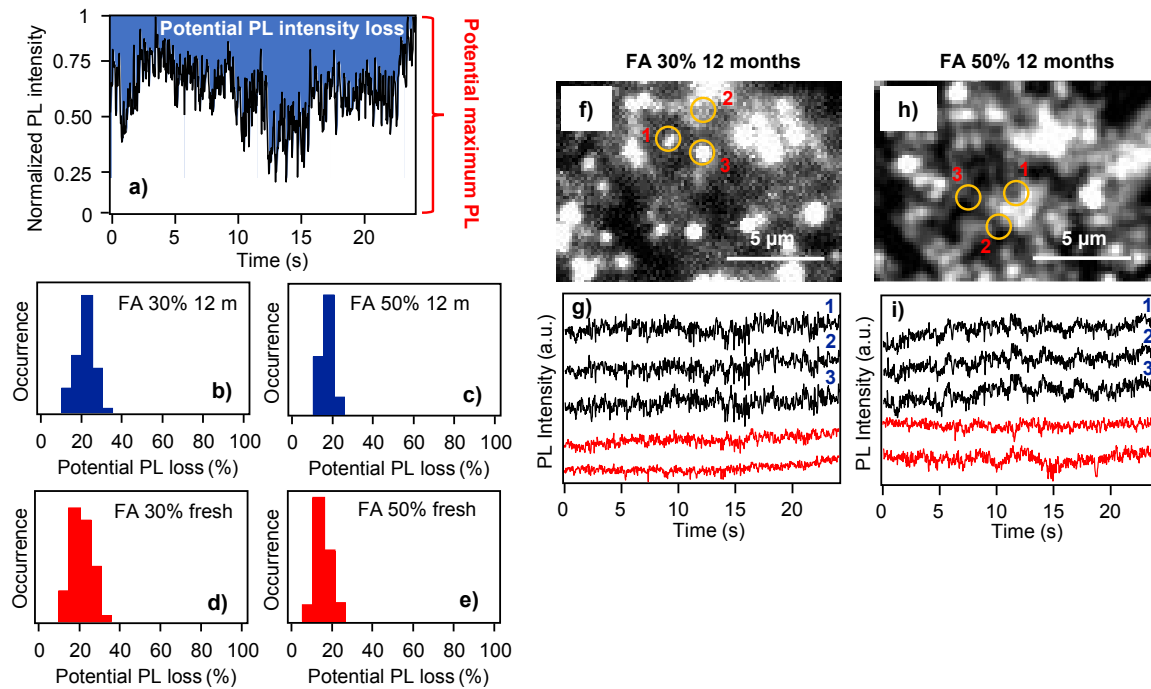 Potential PL intensity loss
Normalized PL intensity
1
0.75
0.50
0.25
0
a)
0 5 10 15 20
Time (s)
Potential maximum PL
FA 30% 12 m
Occurrence
b)
0 20 40 60 80 100
Potential PL loss (%)
FA 50% 12 m
Occurrence
c)
0 20 40 60 80 100
Potential PL loss (%)
FA 30% fresh
Occurrence
d)
0 20 40 60 80 100
Potential PL loss (%)
FA 50% fresh
Occurrence
e)
0 20 40 60 80 100
Potential PL loss (%)
FA 30% 12 months
f)
2
1
3
5 μm
g)
1
2
3
PL Intensity (a.u.)
0 5 10 15 20
Time (s)
FA 50% 12 months
h)
3
1
2
5 μm
i)
1
2
3
PL Intensity (a.u.)
0 5 10 15 20
Time (s)